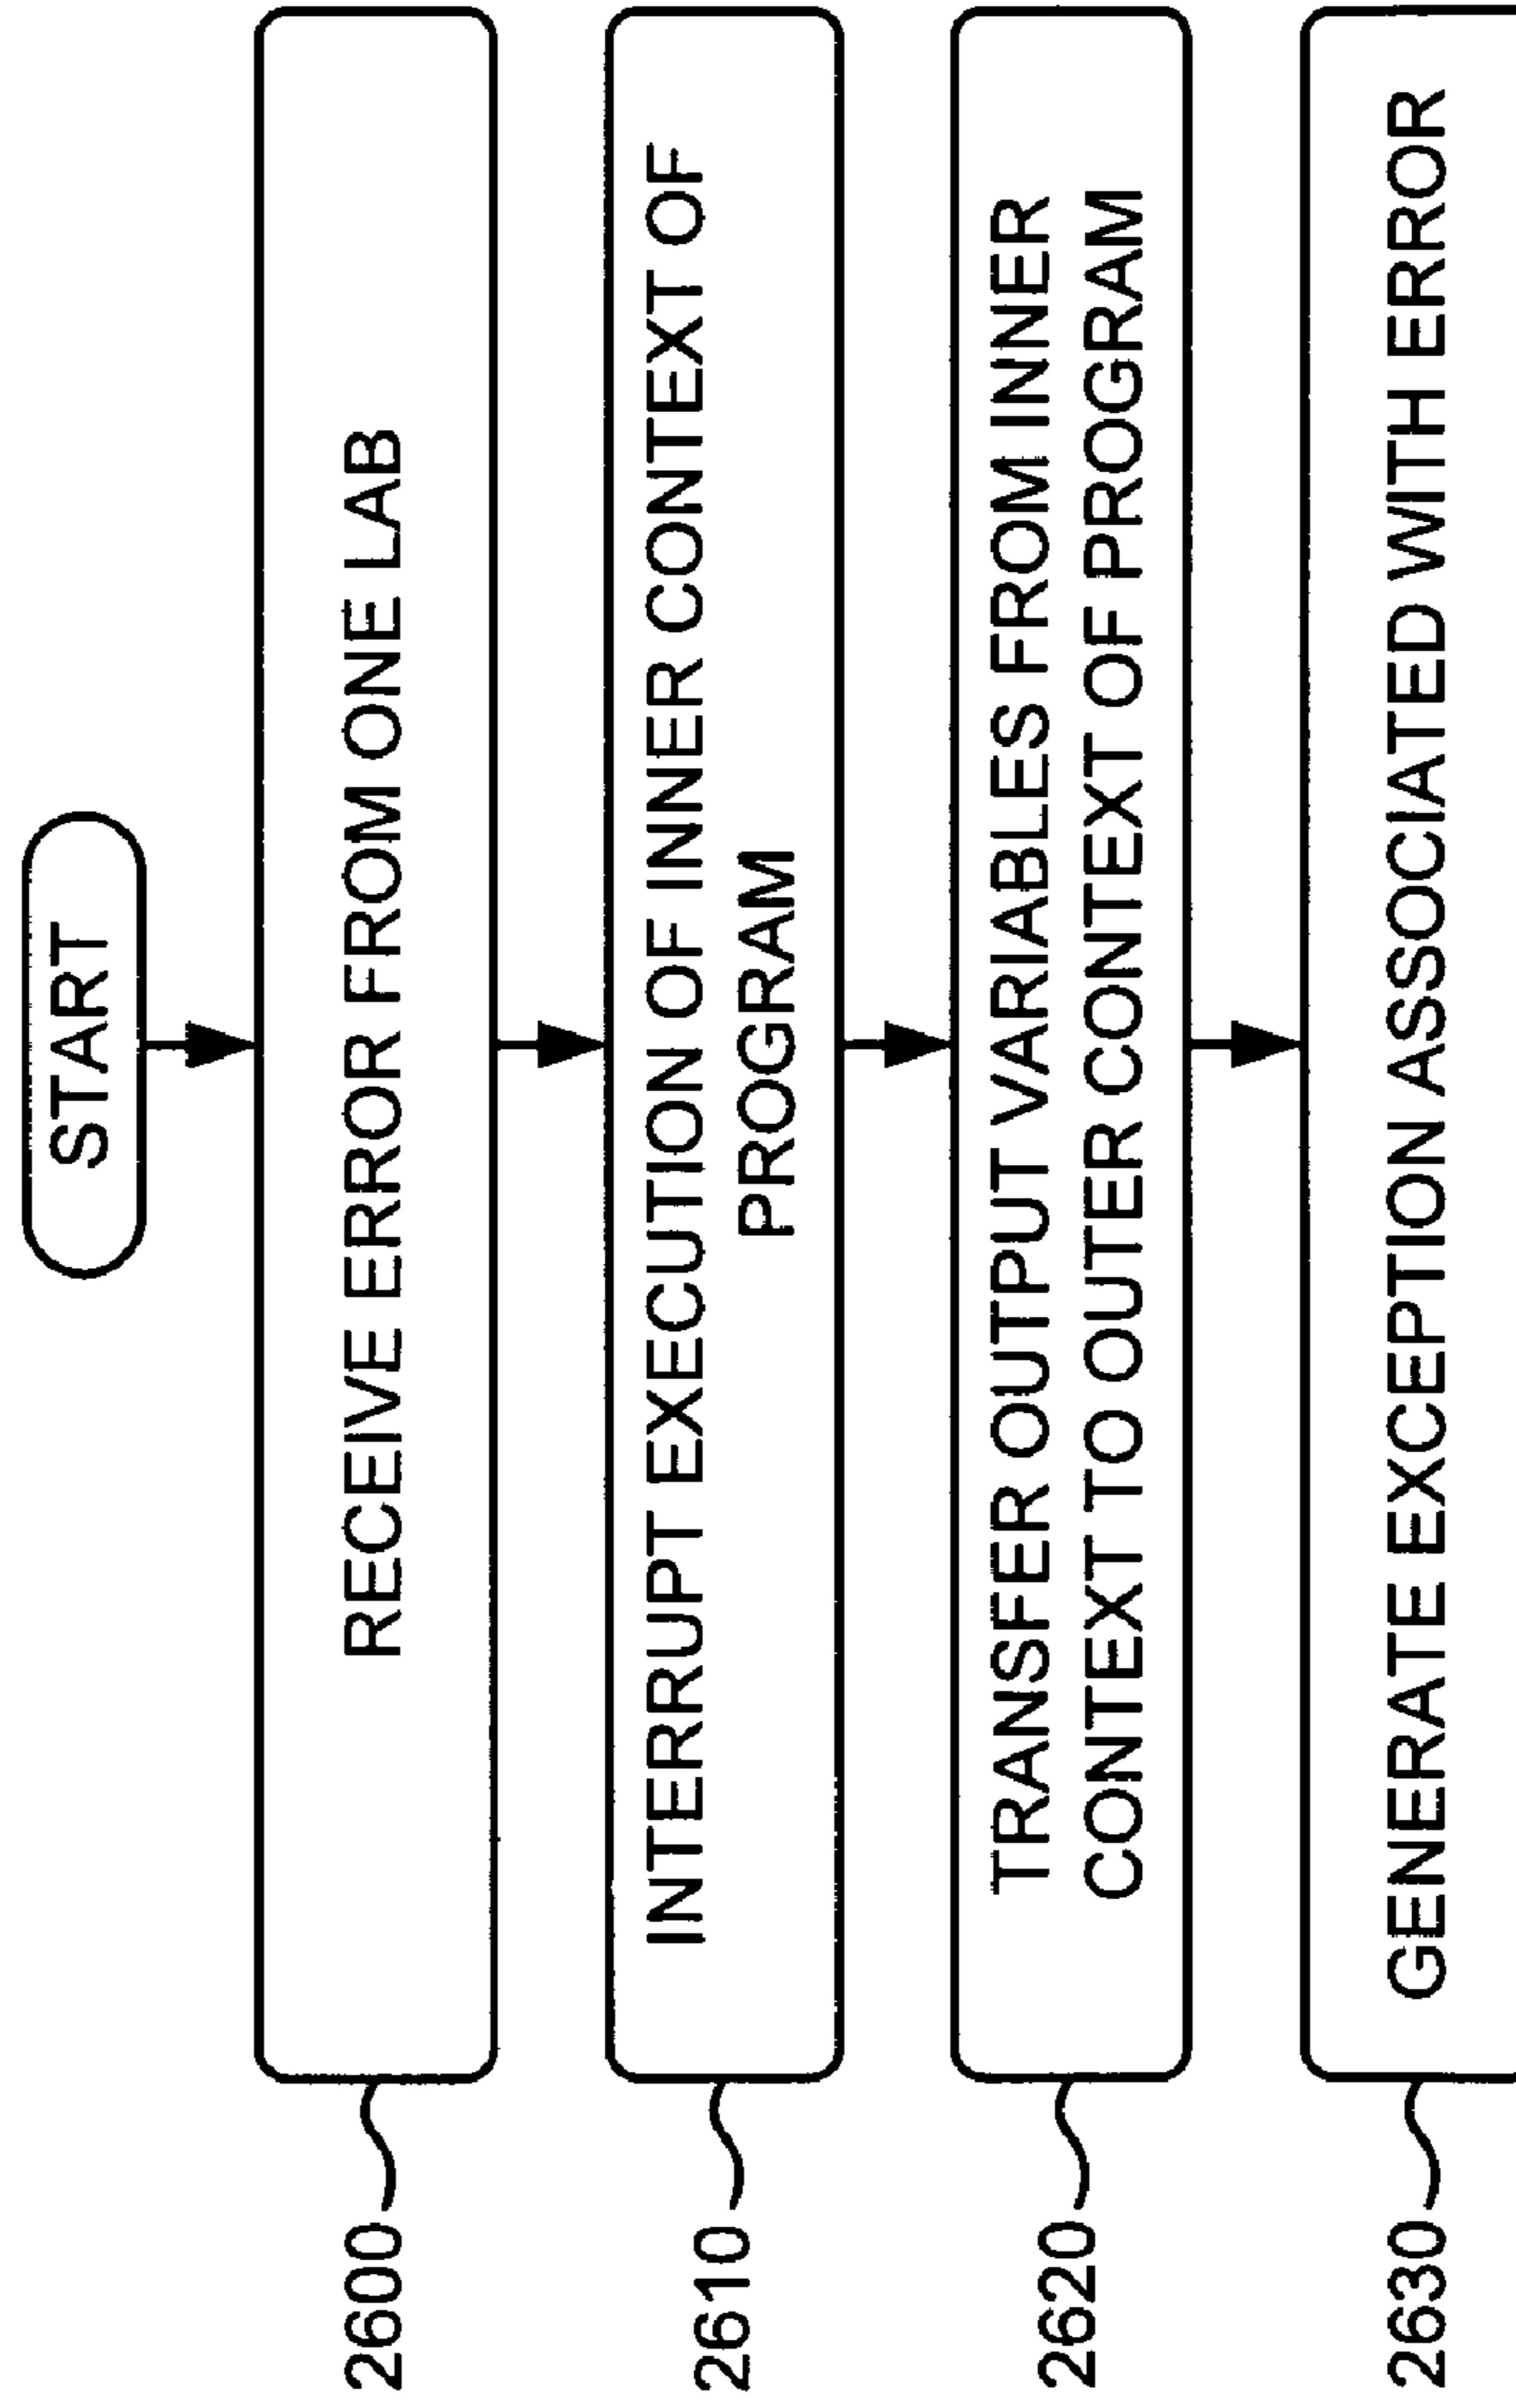 START
2600
RECEIVE ERROR FROM ONE LAB
2610
INTERRUPT EXECUTION OF INNER CONTEXT OF
PROGRAM
2620
TRANSFER OUTPUT VARIABLES FROM INNER
CONTEXT TO OUTER CONTEXT OF PROGRAM
2630
GENERATE EXCEPTION ASSOCIATED WITH ERROR